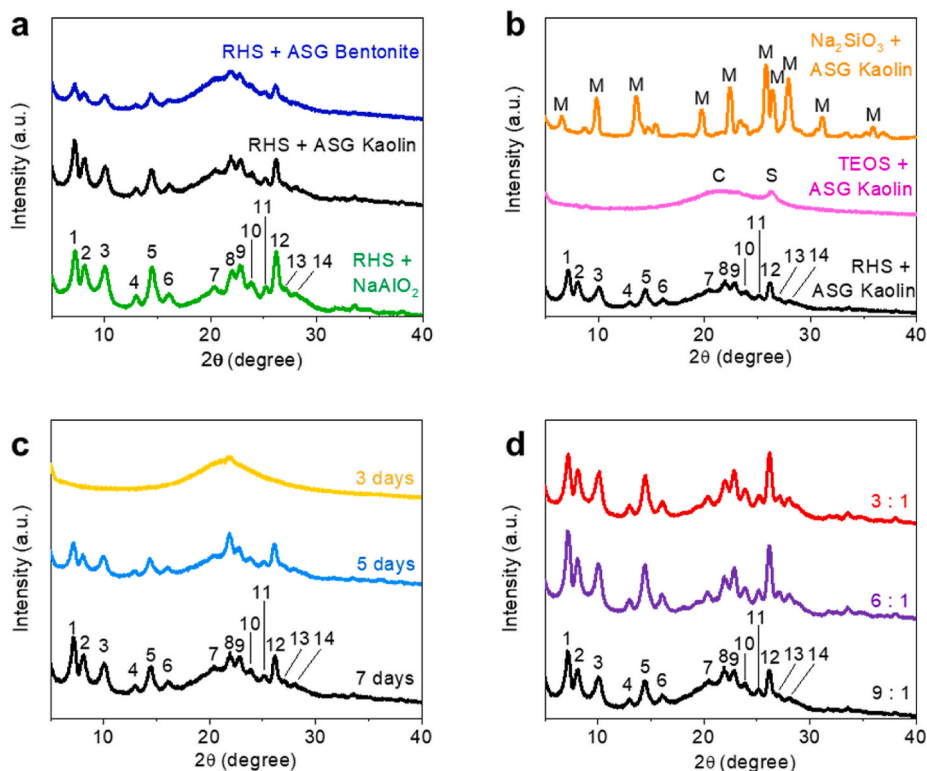 a
RHS + ASG Bentonite
RHS + ASG Kaolin
RHS +
NaAlO₂
1
2
3
4
5
6
7
8
9
10
11
12
13
14
Intensity (a.u.)
10
20
30
40
2θ (degree)
b
Na₂SiO₃ +
ASG Kaolin
M
M
M
M
M
M
M
M
M
M
TEOS +
ASG Kaolin
C
S
RHS +
ASG Kaolin
1
2
3
4
5
6
7
8
9
10
11
12
13
14
Intensity (a.u.)
10
20
30
40
2θ (degree)
c
3 days
5 days
7 days
1
2
3
4
5
6
7
8
9
10
11
12
13
14
Intensity (a.u.)
10
20
30
40
2θ (degree)
d
3 : 1
6 : 1
9 : 1
1
2
3
4
5
6
7
8
9
10
11
12
13
14
Intensity (a.u.)
10
20
30
40
2θ (degree)